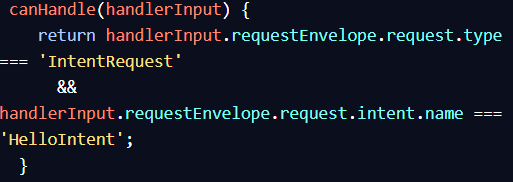 canHandle(handlerInput) {
return handlerInput.requestEnvelope.request.type
=== 'IntentRequest'
&&
handlerInput.requestEnvelope.request.intent.name ===
'HelloIntent';
}